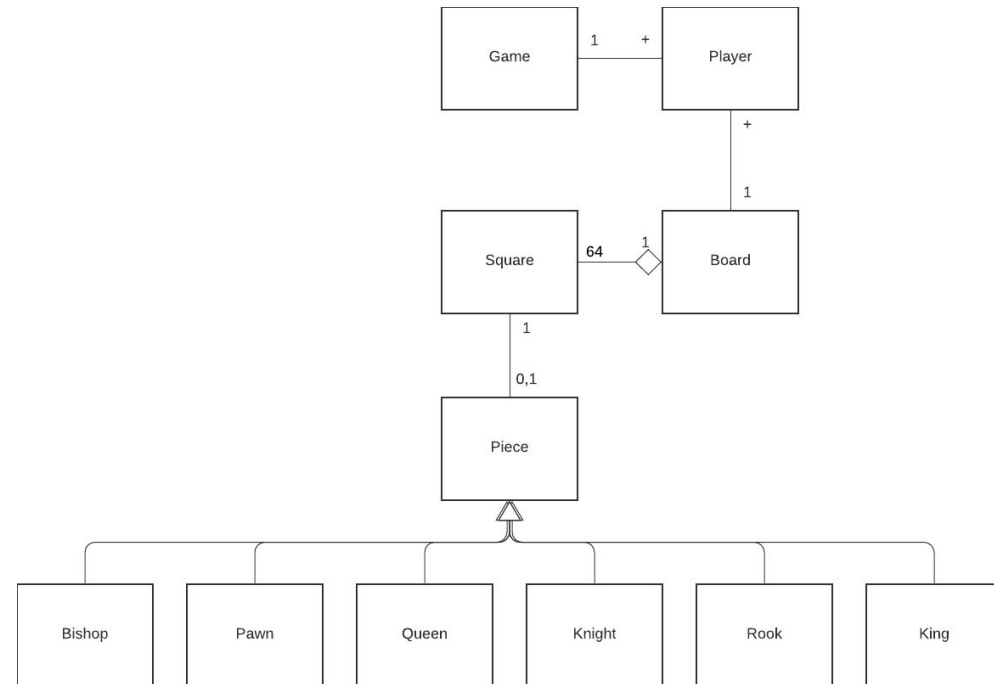 Game
1
+
Player
+
1
Square
64
1
Board
1
0,1
Piece
Bishop
Pawn
Queen
Knight
Rook
King